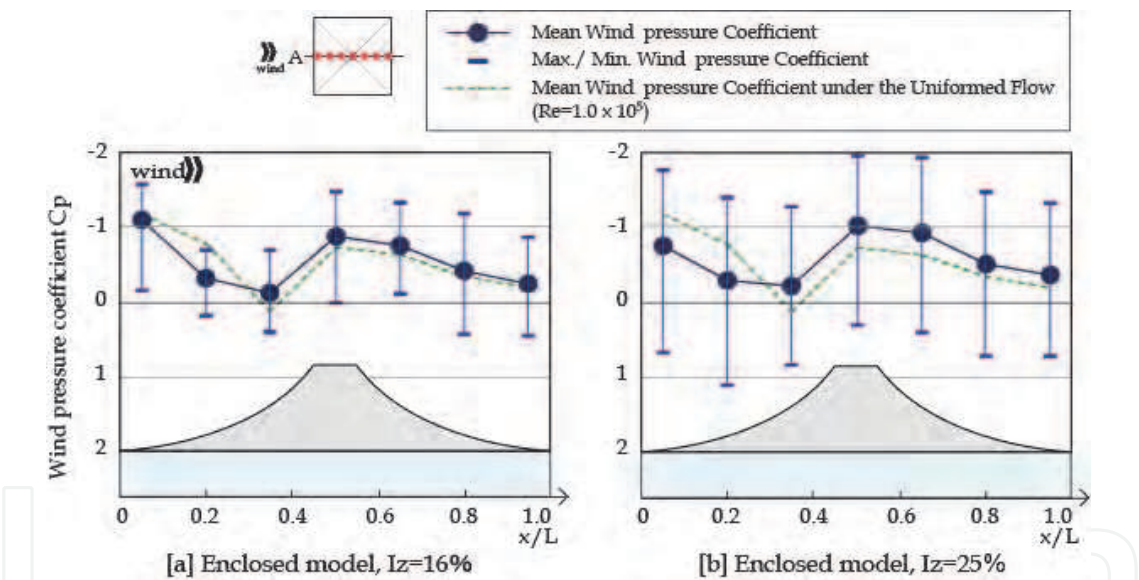 Mean Wind pressure Coefficient
Max./ Min. Wind pressure Coefficient
Mean Wind pressure Coefficient under the Uniformed Flow
(Re=1.0 x 10⁵)
wind A
Wind pressure coefficient Cp
-2
-1
0
1
2
wind
0 0.2 0.4 0.6 0.8 1.0
x/L
[a] Enclosed model, Iz=16%
-2
-1
0
1
2
0 0.2 0.4 0.6 0.8 1.0
x/L
[b] Enclosed model, Iz=25%